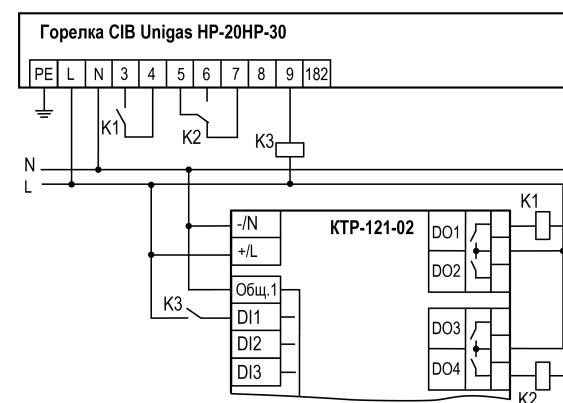 Горелка CIB Unigas HP-20HP-30
PE L N 3 4 5 6 7 8 9 182
K1
K2
K3
N
L
K1
-/N
КТР-121-02
DO1
+/L
DO2
Общ.1
K3
DI1
DO3
DI2
DI3
DO4
K2